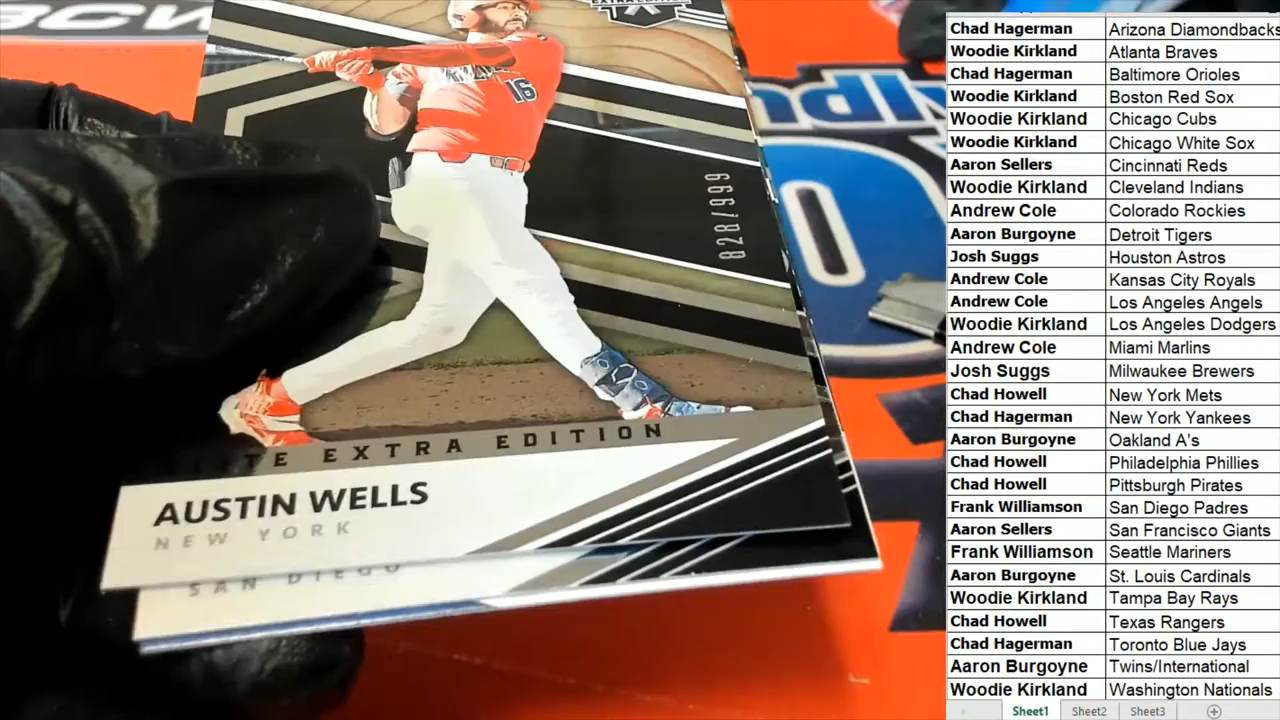 EXTRA EDITION
16
828/999
EXTRA EDITION
AUSTIN WELLS
NEW YORK
SAN DIEGO
Chad Hagerman Arizona Diamondbacks
Woodie Kirkland Atlanta Braves
Chad Hagerman Baltimore Orioles
Woodie Kirkland Boston Red Sox
Woodie Kirkland Chicago Cubs
Woodie Kirkland Chicago White Sox
Aaron Sellers Cincinnati Reds
Woodie Kirkland Cleveland Indians
Andrew Cole Colorado Rockies
Aaron Burgoyne Detroit Tigers
Josh Suggs Houston Astros
Andrew Cole Kansas City Royals
Andrew Cole Los Angeles Angels
Woodie Kirkland Los Angeles Dodgers
Andrew Cole Miami Marlins
Josh Suggs Milwaukee Brewers
Chad Howell New York Mets
Chad Hagerman New York Yankees
Aaron Burgoyne Oakland A's
Chad Howell Philadelphia Phillies
Chad Howell Pittsburgh Pirates
Frank Williamson San Diego Padres
Aaron Sellers San Francisco Giants
Frank Williamson Seattle Mariners
Aaron Burgoyne St. Louis Cardinals
Woodie Kirkland Tampa Bay Rays
Chad Howell Texas Rangers
Chad Hagerman Toronto Blue Jays
Aaron Burgoyne Twins/International
Woodie Kirkland Washington Nationals
Sheet1 Sheet2 Sheet3